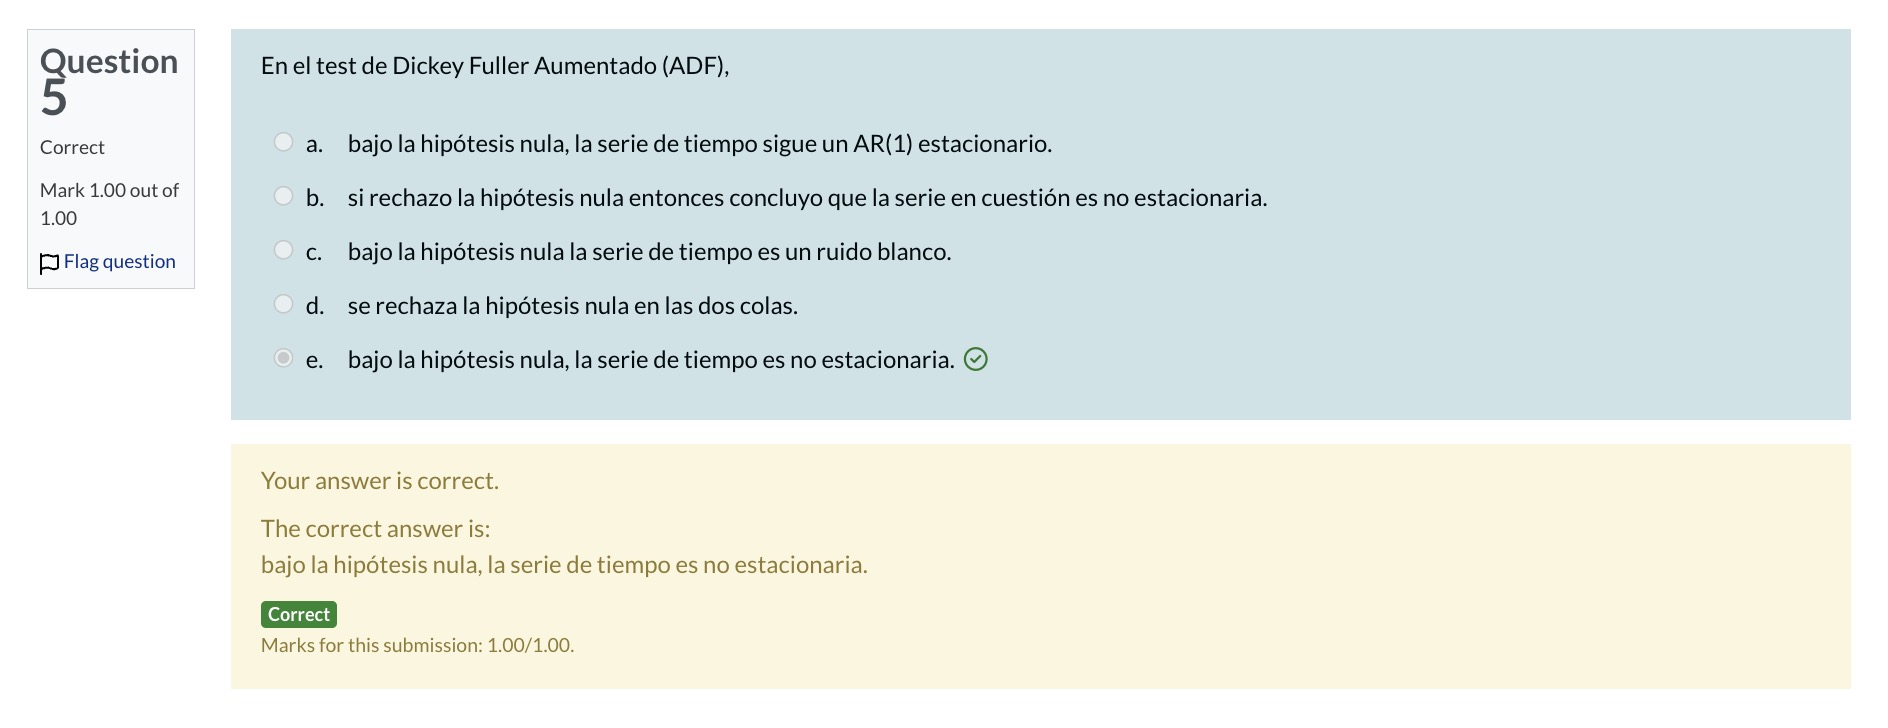 Question
5
Correct
Mark 1.00 out of
1.00
Flag question
En el test de Dickey Fuller Aumentado (ADF),
a. bajo la hipótesis nula, la serie de tiempo sigue un AR(1) estacionario.
b. si rechazo la hipótesis nula entonces concluyo que la serie en cuestión es no estacionaria.
c. bajo la hipótesis nula la serie de tiempo es un ruido blanco.
d. se rechaza la hipótesis nula en las dos colas.
e. bajo la hipótesis nula, la serie de tiempo es no estacionaria.
Your answer is correct.
The correct answer is:
bajo la hipótesis nula, la serie de tiempo es no estacionaria.
Correct
Marks for this submission: 1.00/1.00.